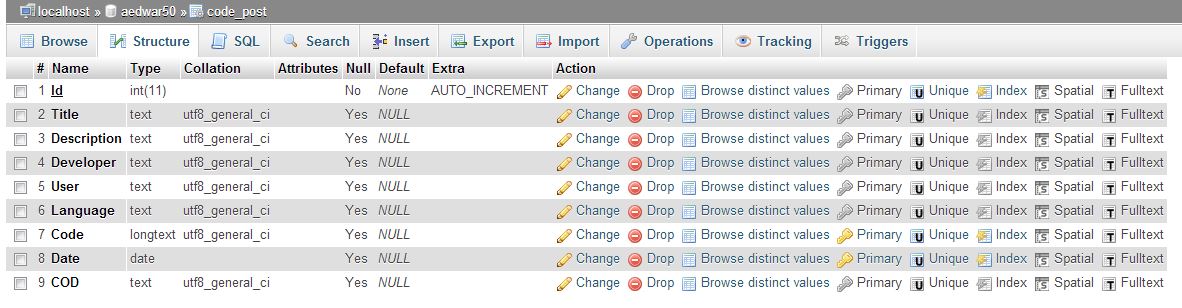 localhost » aedwar50 » code_post
Browse Structure SQL Search Insert Export Import Operations Tracking Triggers
# Name Type Collation Attributes Null Default Extra Action
1 Id int(11) No None AUTO_INCREMENT Change Drop Browse distinct values Primary Unique Index Spatial Fulltext
2 Title text utf8_general_ci Yes NULL Change Drop Browse distinct values Primary Unique Index Spatial Fulltext
3 Description text utf8_general_ci Yes NULL Change Drop Browse distinct values Primary Unique Index Spatial Fulltext
4 Developer text utf8_general_ci Yes NULL Change Drop Browse distinct values Primary Unique Index Spatial Fulltext
5 User text utf8_general_ci Yes NULL Change Drop Browse distinct values Primary Unique Index Spatial Fulltext
6 Language text utf8_general_ci Yes NULL Change Drop Browse distinct values Primary Unique Index Spatial Fulltext
7 Code longtext utf8_general_ci Yes NULL Change Drop Browse distinct values Primary Unique Index Spatial Fulltext
8 Date date Yes NULL Change Drop Browse distinct values Primary Unique Index Spatial Fulltext
9 COD text utf8_general_ci Yes NULL Change Drop Browse distinct values Primary Unique Index Spatial Fulltext